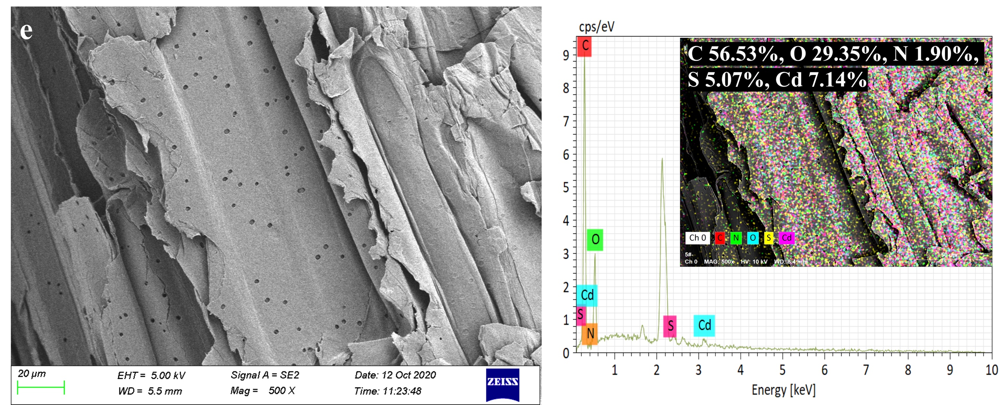 e
20 µm
EHT = 5.00 kV
Signal A = SE2
Date: 12 Oct 2020
WD = 5.5 mm
Mag = 500 X
Time: 11:23:48
ZEISS
cps/eV
C 56.53%, O 29.35%, N 1.90%,
S 5.07%, Cd 7.14%
C
O
Cd
S
N
S
Cd
9
8
7
6
5
4
3
2
1
0
Ch 0 C N O S Cd
5#-
50 µm
Ch 0 MAG: 500x HV: 10 kV WD: 8.4 mm
1 2 3 4 5 6 7 8 9 10
Energy [keV]